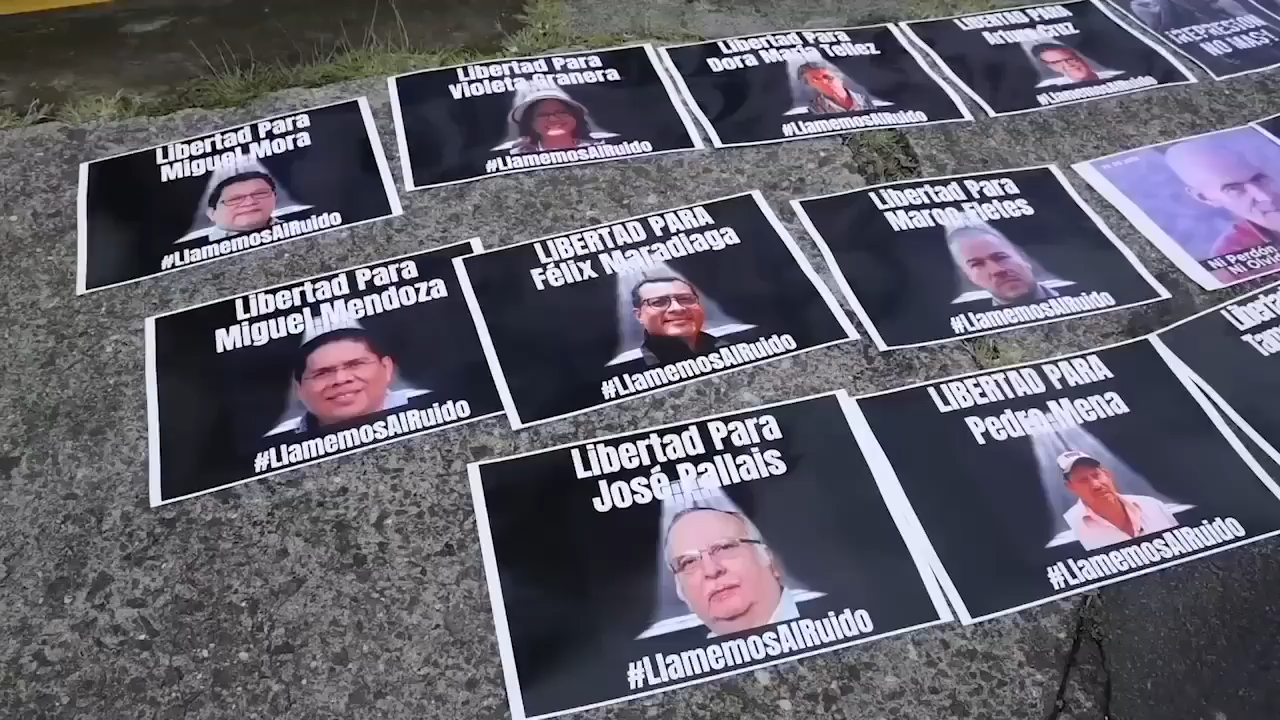 Libertad Para
Miguel Mora
#LlamemosAlRuido
Libertad Para
Violeta Granera
#LlamemosAlRuido
Libertad Para
Dora María Tellez
#LlamemosAlRuido
LIBERTAD PARA
Arturo Cruz
#LlamemosAlRuido
REPRESIÓN
NO MAS!
Libertad Para
Miguel Mendoza
#LlamemosAlRuido
LIBERTAD PARA
Félix Maradiaga
#LlamemosAlRuido
Libertad Para
Marco Fletes
#LlamemosAlRuido
Ni Perdón
Ni Olvido
Libertad Para
José Pallais
#LlamemosAlRuido
LIBERTAD PARA
Pedro Mena
#LlamemosAlRuido